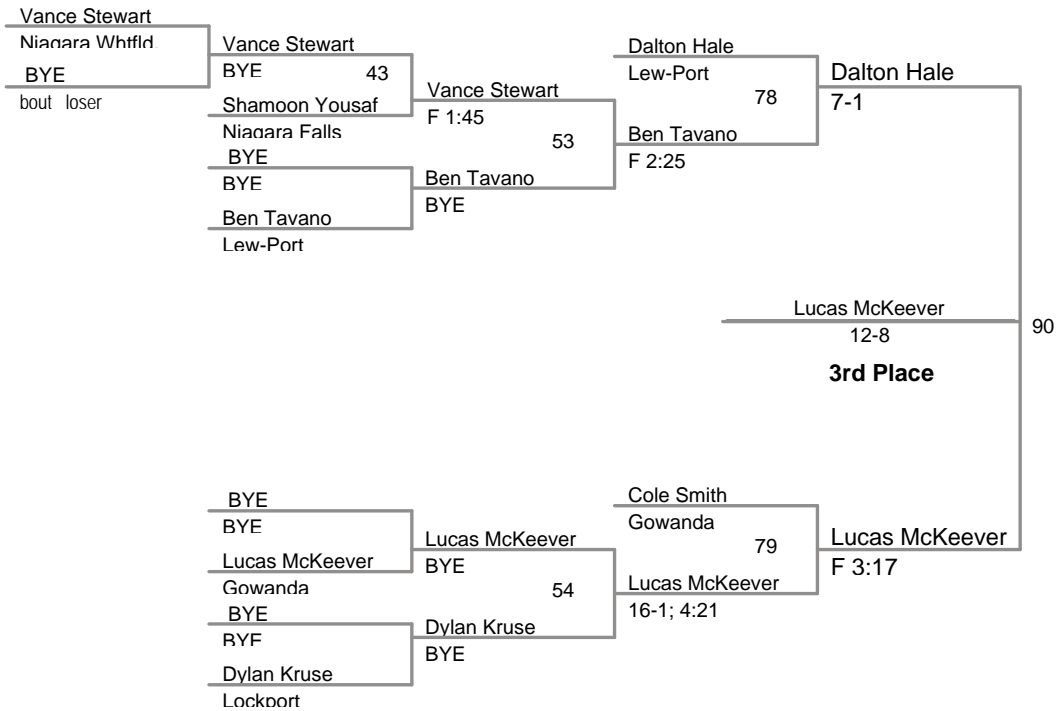 Vance Stewart
Niagara Whtfld.
BYE
bout loser
Vance Stewart
BYE
43
Shamoon Yousaf
Niagara Falls
BYE
BYE
Ben Tavano
Lew-Port
Vance Stewart
F 1:45
53
Ben Tavano
BYE
Dalton Hale
Lew-Port
78
Ben Tavano
F 2:25
Dalton Hale
7-1
Lucas McKeever
12-8
3rd Place
90
BYE
BYE
Lucas McKeever
Gowanda
BYE
BYE
Dylan Kruse
Lockport
Lucas McKeever
BYE
54
Dylan Kruse
BYE
Cole Smith
Gowanda
79
Lucas McKeever
16-1; 4:21
Lucas McKeever
F 3:17